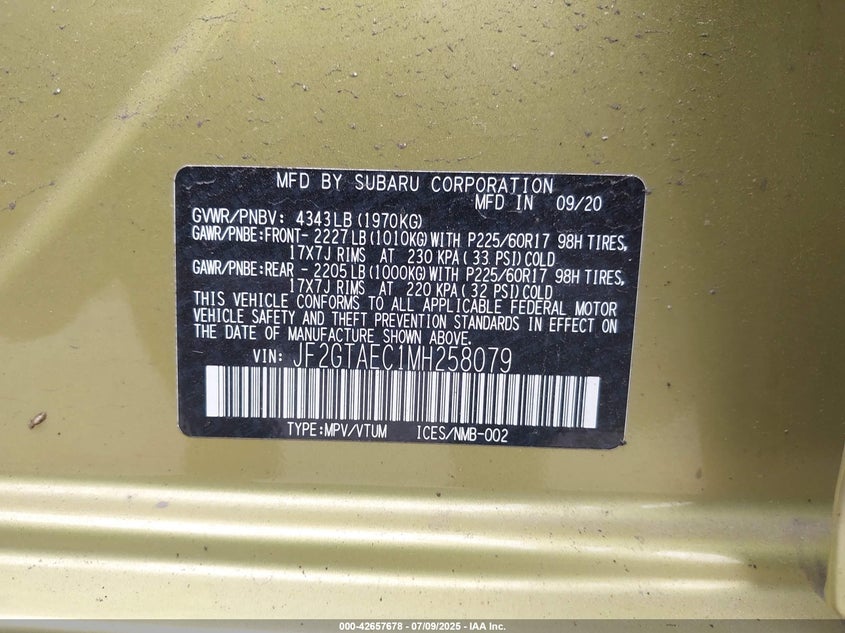 MFD BY SUBARU CORPORATION
MFD IN 09/20
GVWR/PNBV: 4343LB (1970KG)
GAWR/PNBE:FRONT- 2227 LB (1010KG) WITH P225/60R17 98H TIRES,
17X7J RIMS AT 230 KPA ( 33 PSI) COLD
GAWR/PNBE:REAR - 2205 LB (1000KG) WITH P225/60R17 98H TIRES,
17X7J RIMS AT 220 KPA ( 32 PSI) COLD
THIS VEHICLE CONFORMS TO ALL APPLICABLE FEDERAL MOTOR
VEHICLE SAFETY AND THEFT PREVENTION STANDARDS IN EFFECT ON
THE DATE OF MANUFACTURE SHOWN ABOVE.
VIN: JF2GTAEC1MH258079
TYPE:MPV/VTUM ICES/NMB-002
000-42657678 - 07/09/2025 - IAA Inc.